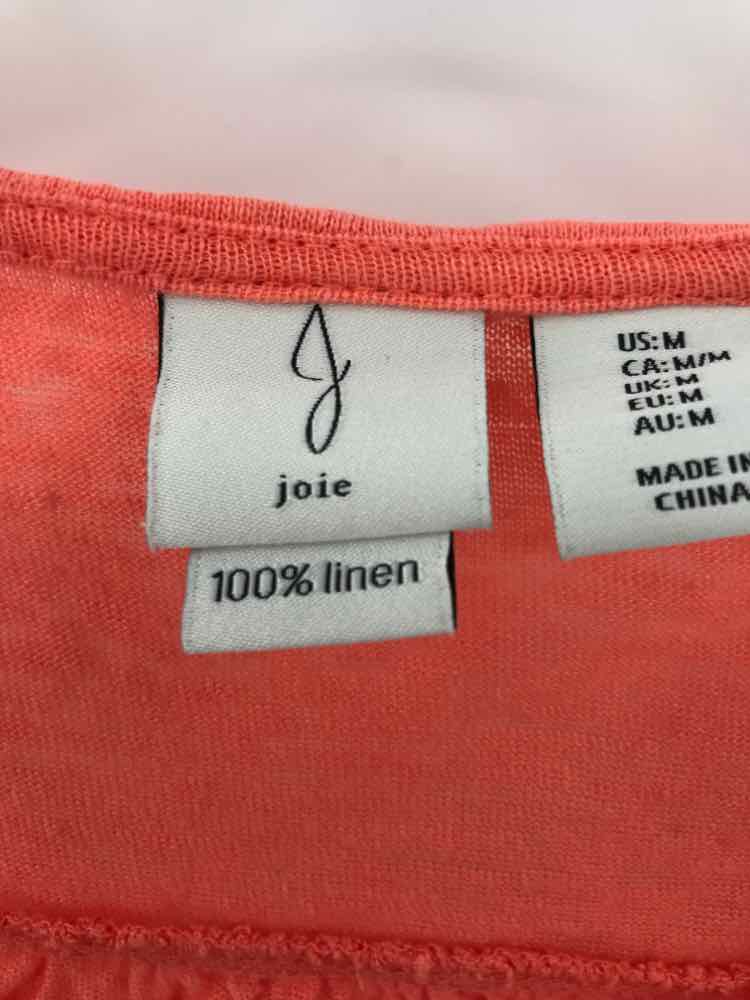 J
joie
100% linen
US: M
CA: M/M
UK: M
EU: M
AU: M
MADE IN
CHINA